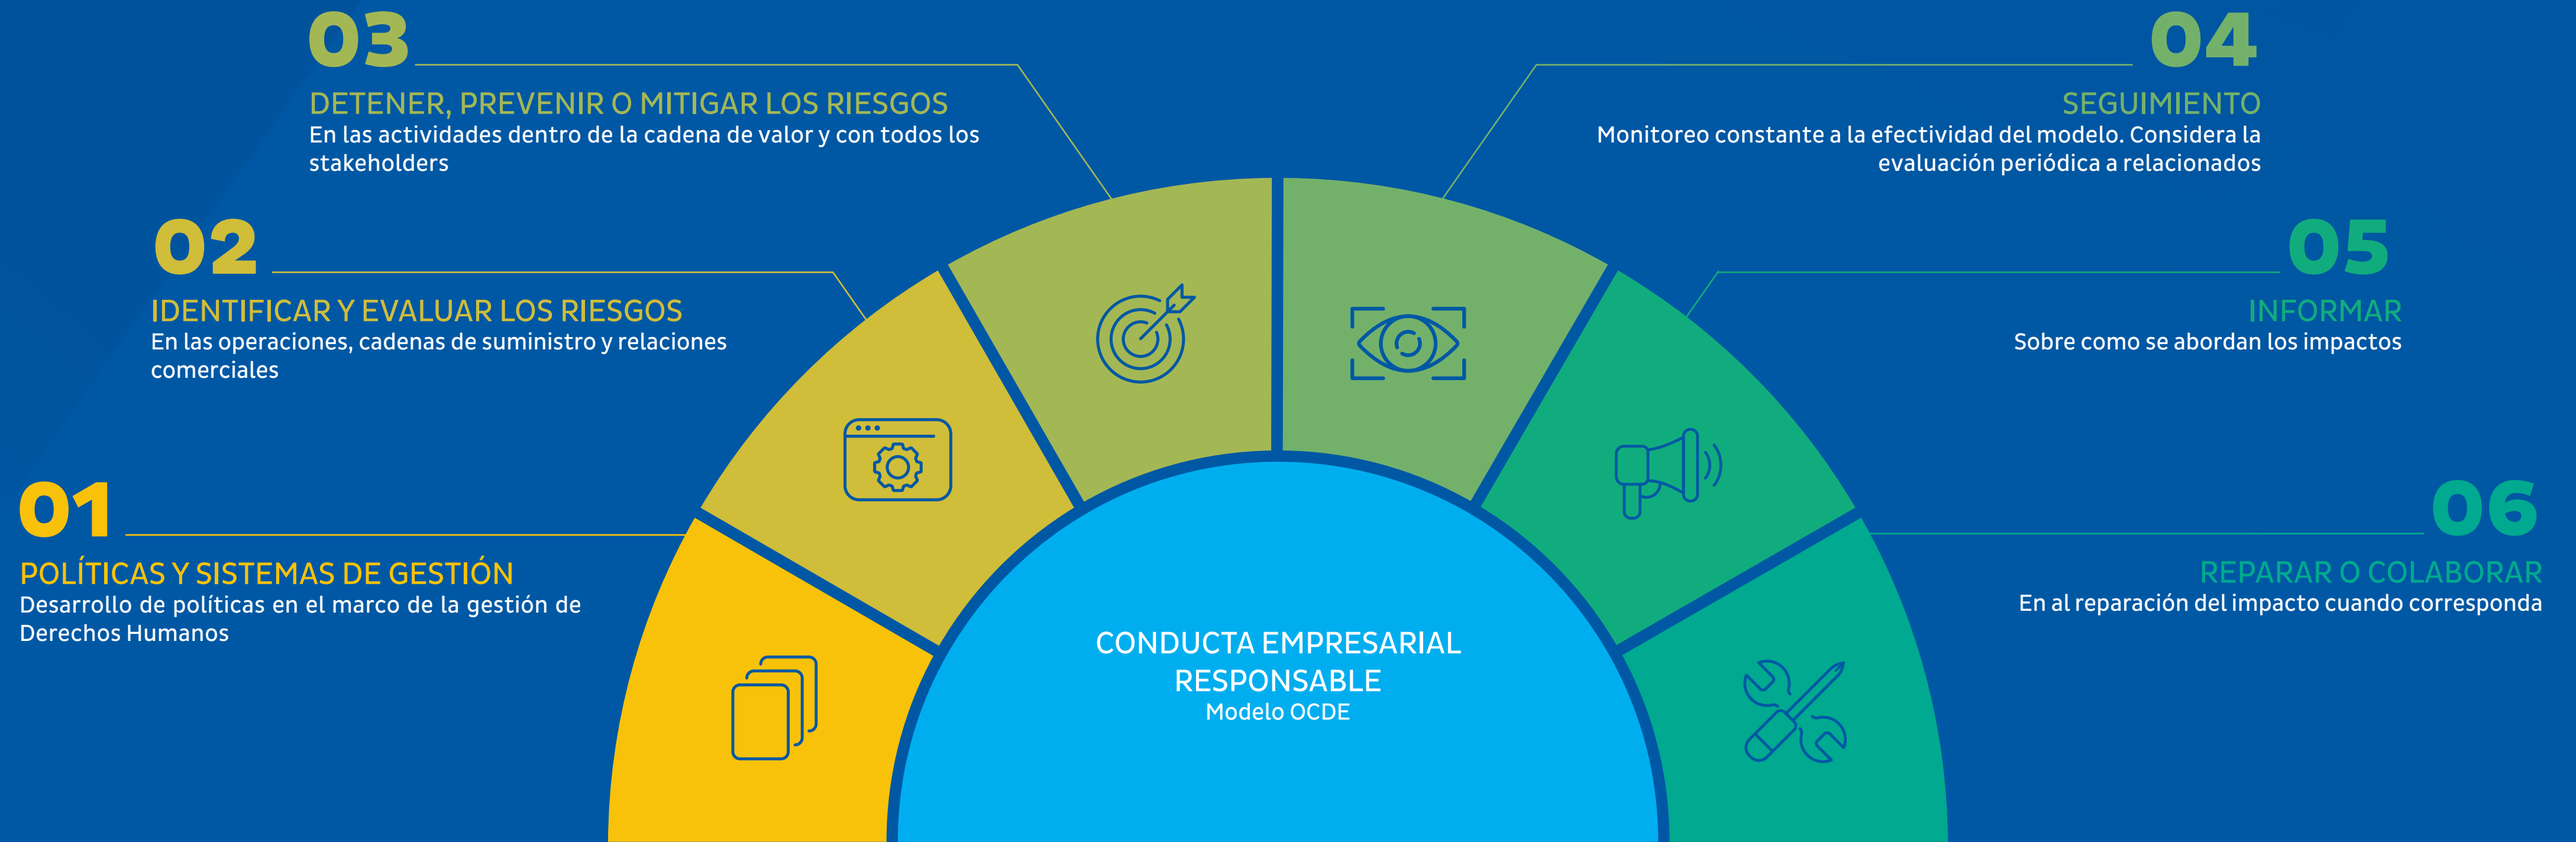 01
POLÍTICAS Y SISTEMAS DE GESTIÓN
Desarrollo de políticas en el marco de la gestión de
Derechos Humanos
02
IDENTIFICAR Y EVALUAR LOS RIESGOS
En las operaciones, cadenas de suministro y relaciones
comerciales
03
DETENER, PREVENIR O MITIGAR LOS RIESGOS
En las actividades dentro de la cadena de valor y con todos los
stakeholders
04
SEGUIMIENTO
Monitoreo constante a la efectividad del modelo. Considera la
evaluación periódica a relacionados
05
INFORMAR
Sobre como se abordan los impactos
06
REPARAR O COLABORAR
En al reparación del impacto cuando corresponda
CONDUCTA EMPRESARIAL
RESPONSABLE
Modelo OCDE